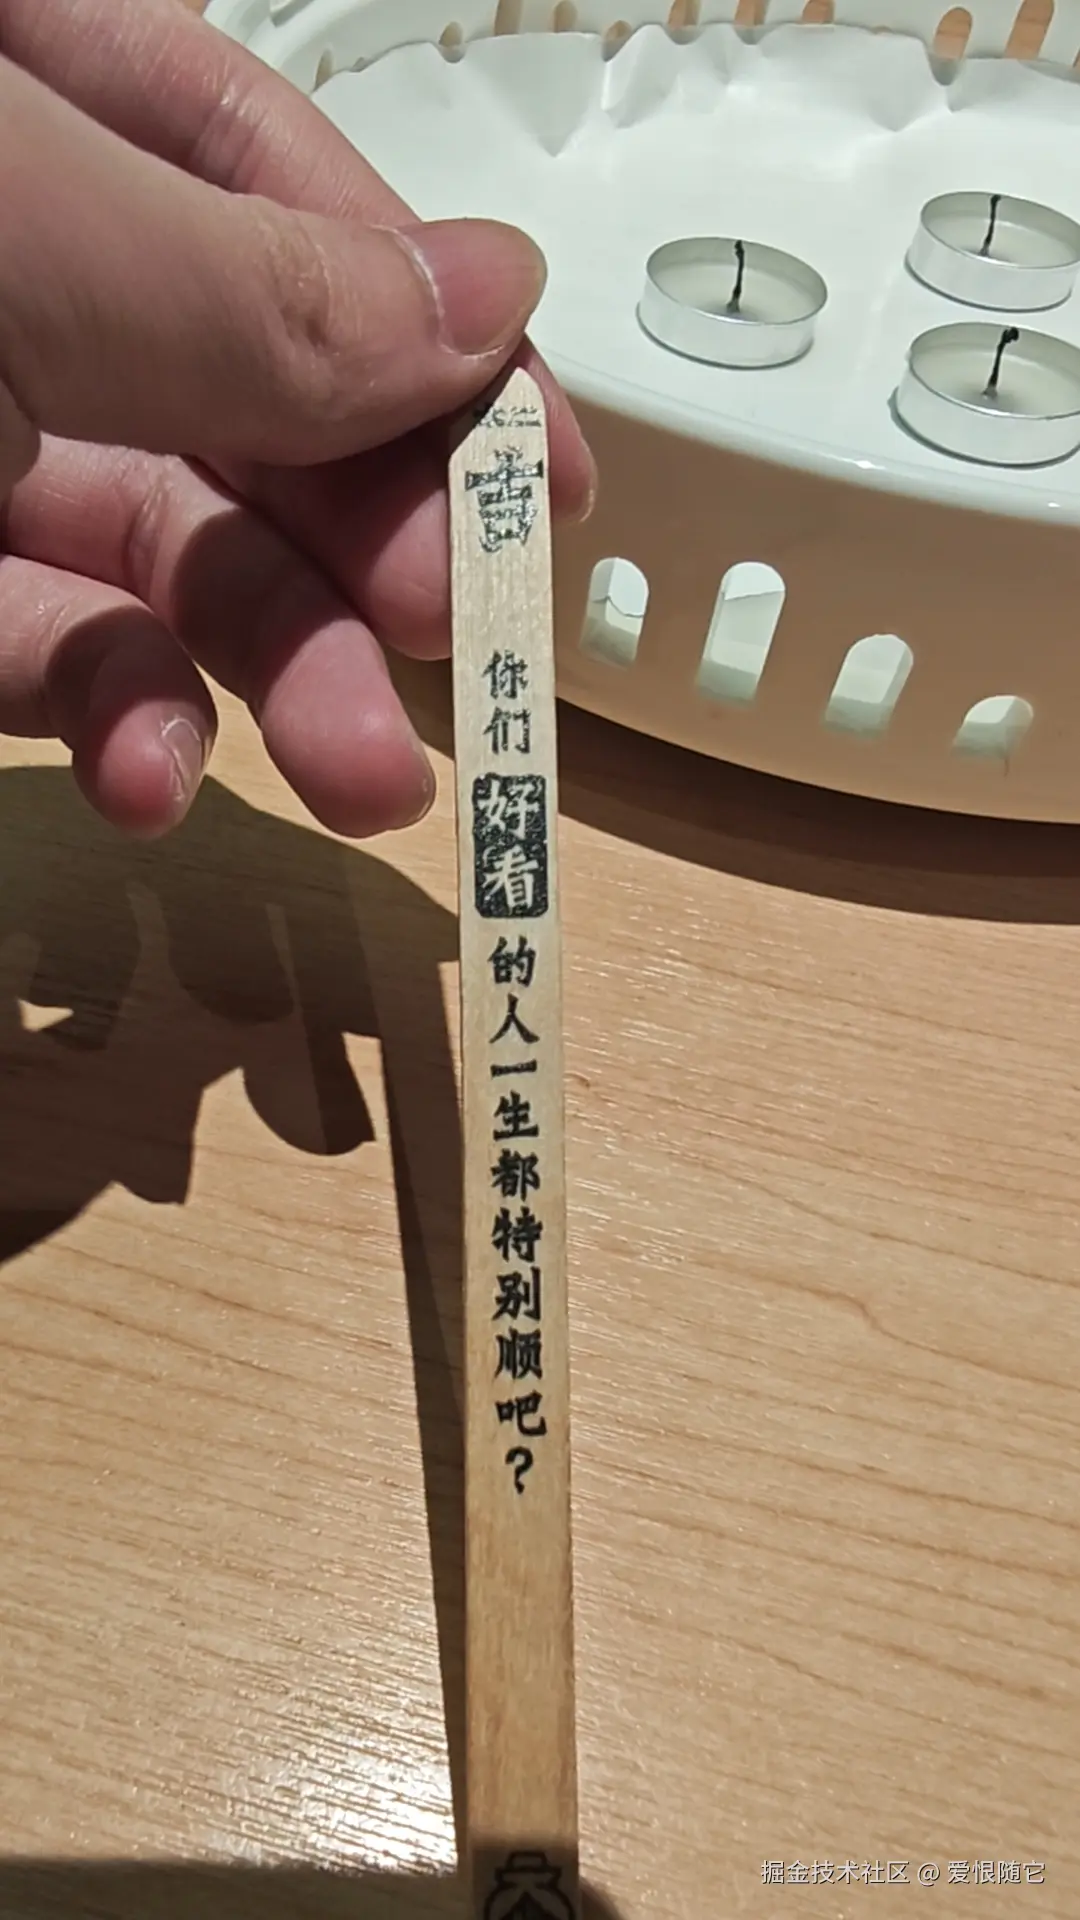 吉
你们好看的人一生都特别顺吧？
掘金技术社区 @ 爱恨随它